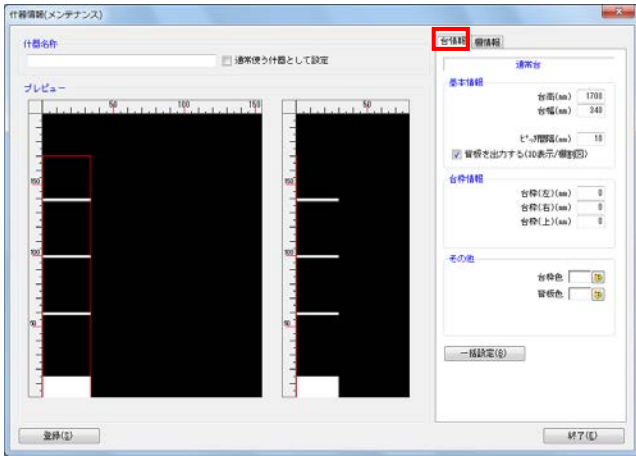 什器情報(メンテナンス)
什器名称
通常使う什器として設定
プレビュー
50 100 150
50
150
100
50
150
100
50
台情報 棚情報
通常台
基本情報
台高(mm) 1700
台幅(mm) 340
ﾋﾟｯﾁ間隔(mm) 10
背板を出力する(3D表示/棚割図)
台枠情報
台枠(左)(mm) 0
台枠(右)(mm) 0
台枠(上)(mm) 0
その他
台枠色
背板色
一括設定(B)
登録(S)
終了(E)